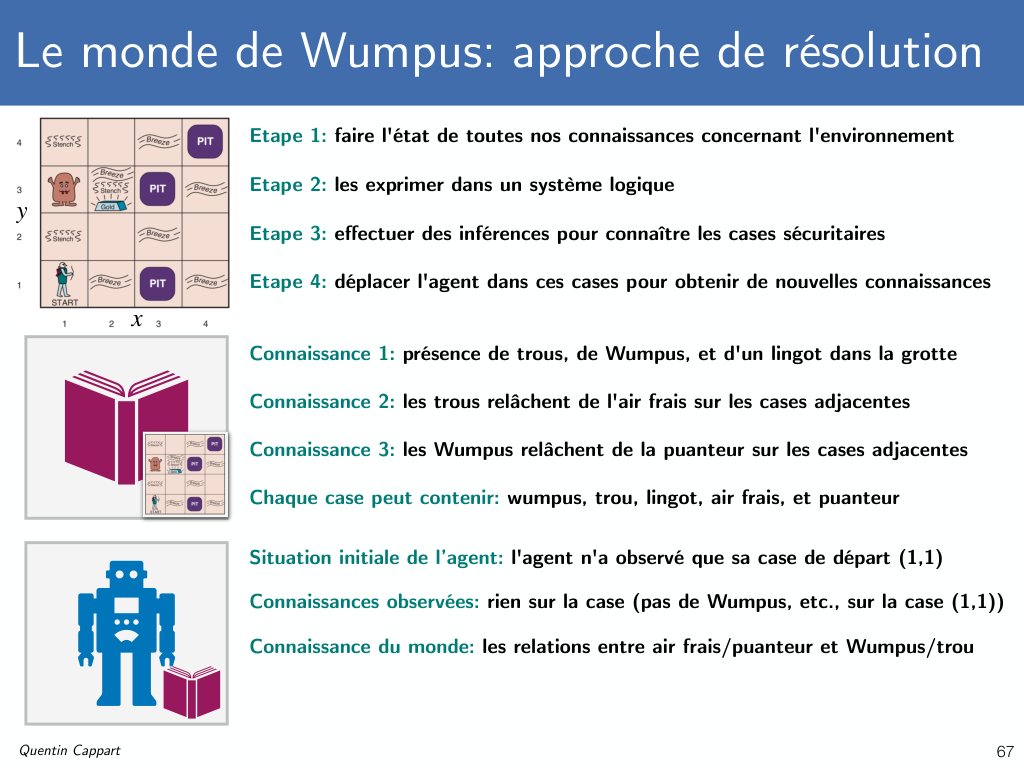 Le monde de Wumpus: approche de résolution
4
Stench
Breeze
PIT
3
Breeze
Stench
Gold
PIT
Breeze
y
2
Stench
Breeze
1
START
Breeze
PIT
Breeze
1
2
x
3
4
Etape 1: faire l'état de toutes nos connaissances concernant l'environnement
Etape 2: les exprimer dans un système logique
Etape 3: effectuer des inférences pour connaître les cases sécuritaires
Etape 4: déplacer l'agent dans ces cases pour obtenir de nouvelles connaissances
PIT
PIT
PIT
Connaissance 1: présence de trous, de Wumpus, et d'un lingot dans la grotte
Connaissance 2: les trous relâchent de l'air frais sur les cases adjacentes
Connaissance 3: les Wumpus relâchent de la puanteur sur les cases adjacentes
Chaque case peut contenir: wumpus, trou, lingot, air frais, et puanteur
Situation initiale de l’agent: l'agent n'a observé que sa case de départ (1,1)
Connaissances observées: rien sur la case (pas de Wumpus, etc., sur la case (1,1))
Connaissance du monde: les relations entre air frais/puanteur et Wumpus/trou
Quentin Cappart
67